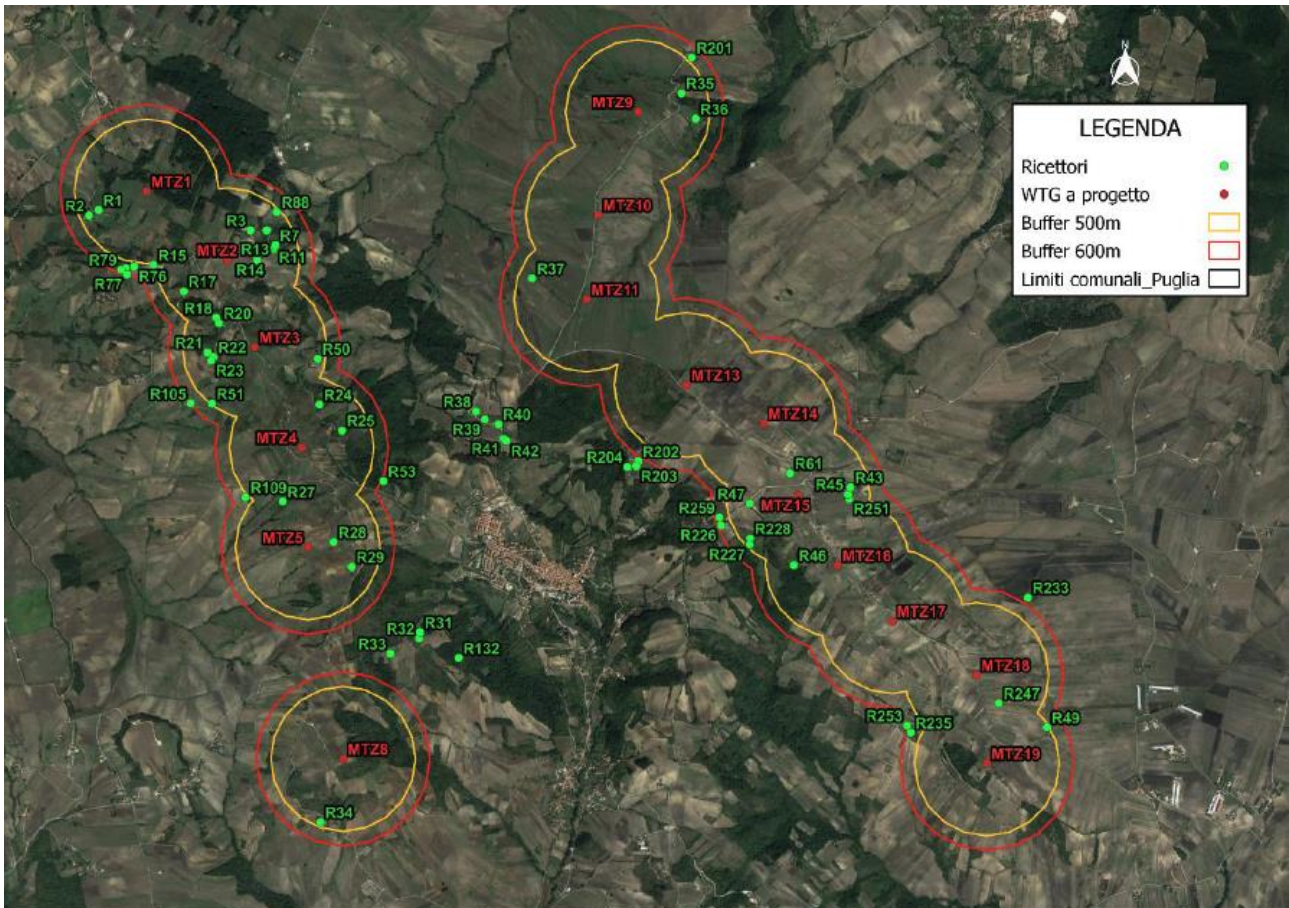 N
LEGENDA
Ricettori
WTG a progetto
Buffer 500m
Buffer 600m
Limiti comunali_Puglia
R201
R35
MTZ9
R36
MTZ1
R1
R2
R88
MTZ10
R3
R7
R13
MTZ2
R11
R15
R14
R79
R76
R77
R37
R17
MTZ11
R18
R20
MTZ3
R21
R22
R50
R23
MTZ13
R105
R51
R24
R38
MTZ14
R25
R40
R39
MTZ4
R41
R42
R202
R204
R203
R61
R53
R43
R45
R109
R27
R47
MTZ15
R251
R259
R226
MTZ5
R28
R228
R227
R29
R46
MTZ16
R233
MTZ17
R32
R31
R33
R132
MTZ18
R247
R253
R235
R49
MTZ8
MTZ19
R34